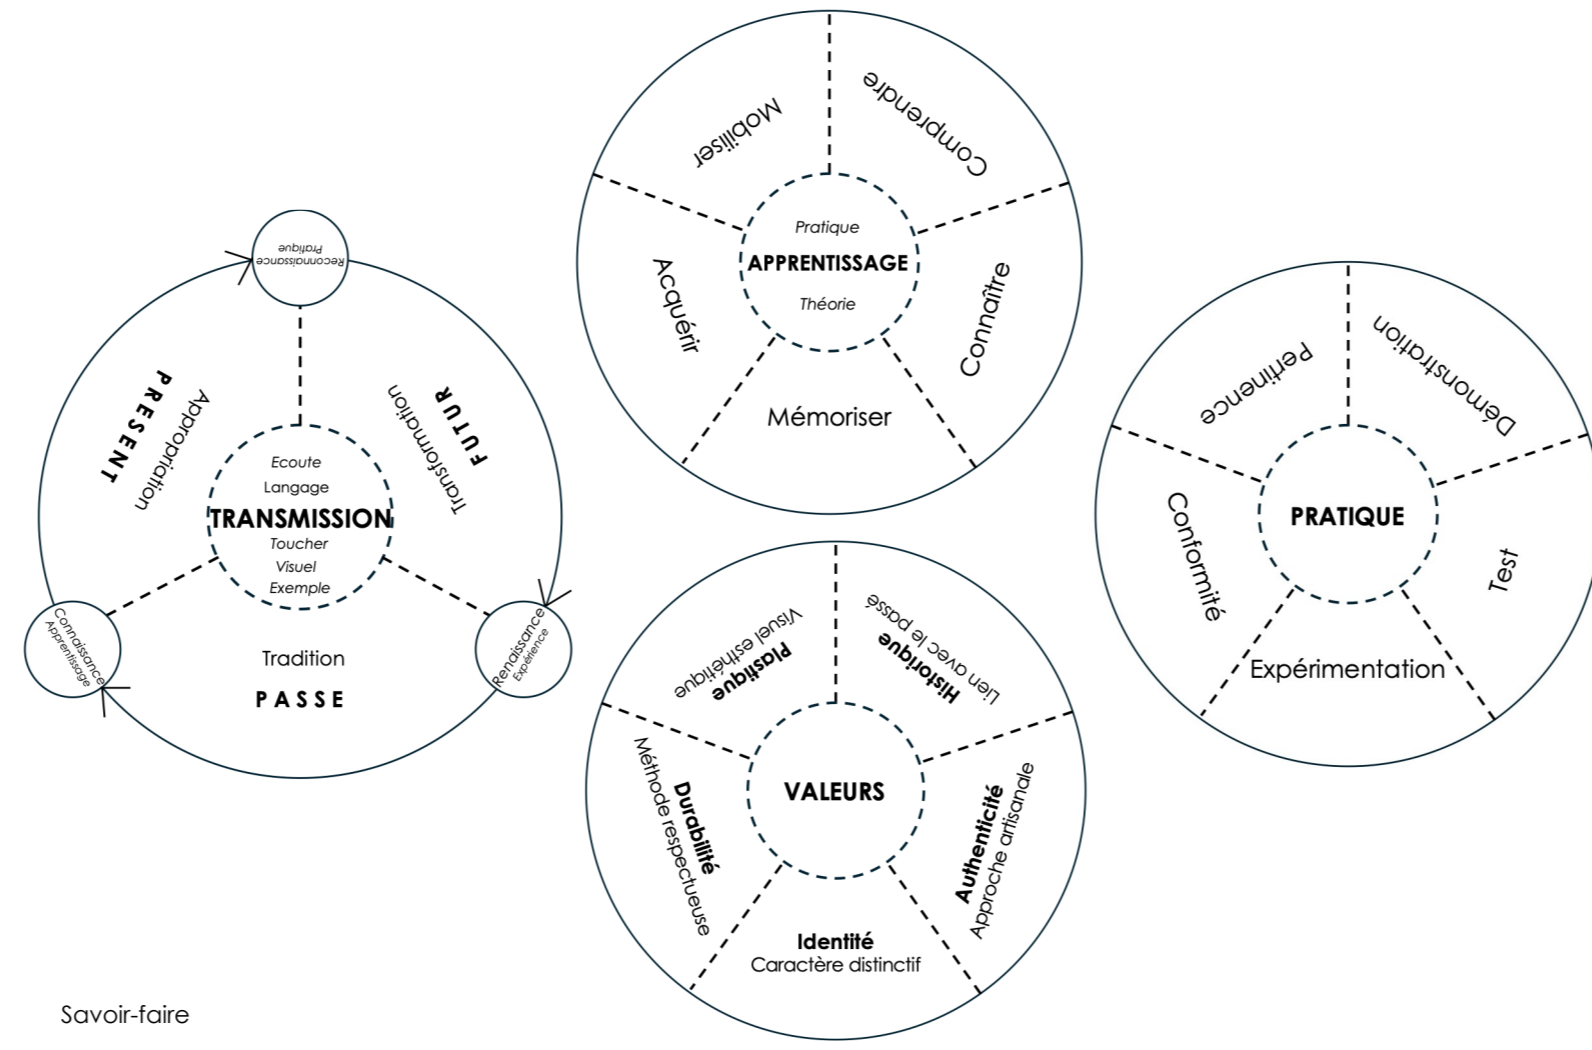 Reconnaissance
Pratique
PRESENT
Appropriation
FUTUR
Transformation
Ecoute
Langage
TRANSMISSION
Toucher
Visuel
Exemple
Connaissance
Apprentissage
Renaissance
Expérience
Tradition
PASSE
Mobiliser
Comprendre
Pratique
APPRENTISSAGE
Théorie
Acquérir
Connaître
Mémoriser
Visuel esthétique
Plastique
Lien avec le passé
Historique
VALEURS
Durabilité
Méthode respectueuse
Authenticité
Approche artisanale
Identité
Caractère distinctif
Pertinence
Démonstration
PRATIQUE
Conformité
Test
Expérimentation
Savoir-faire